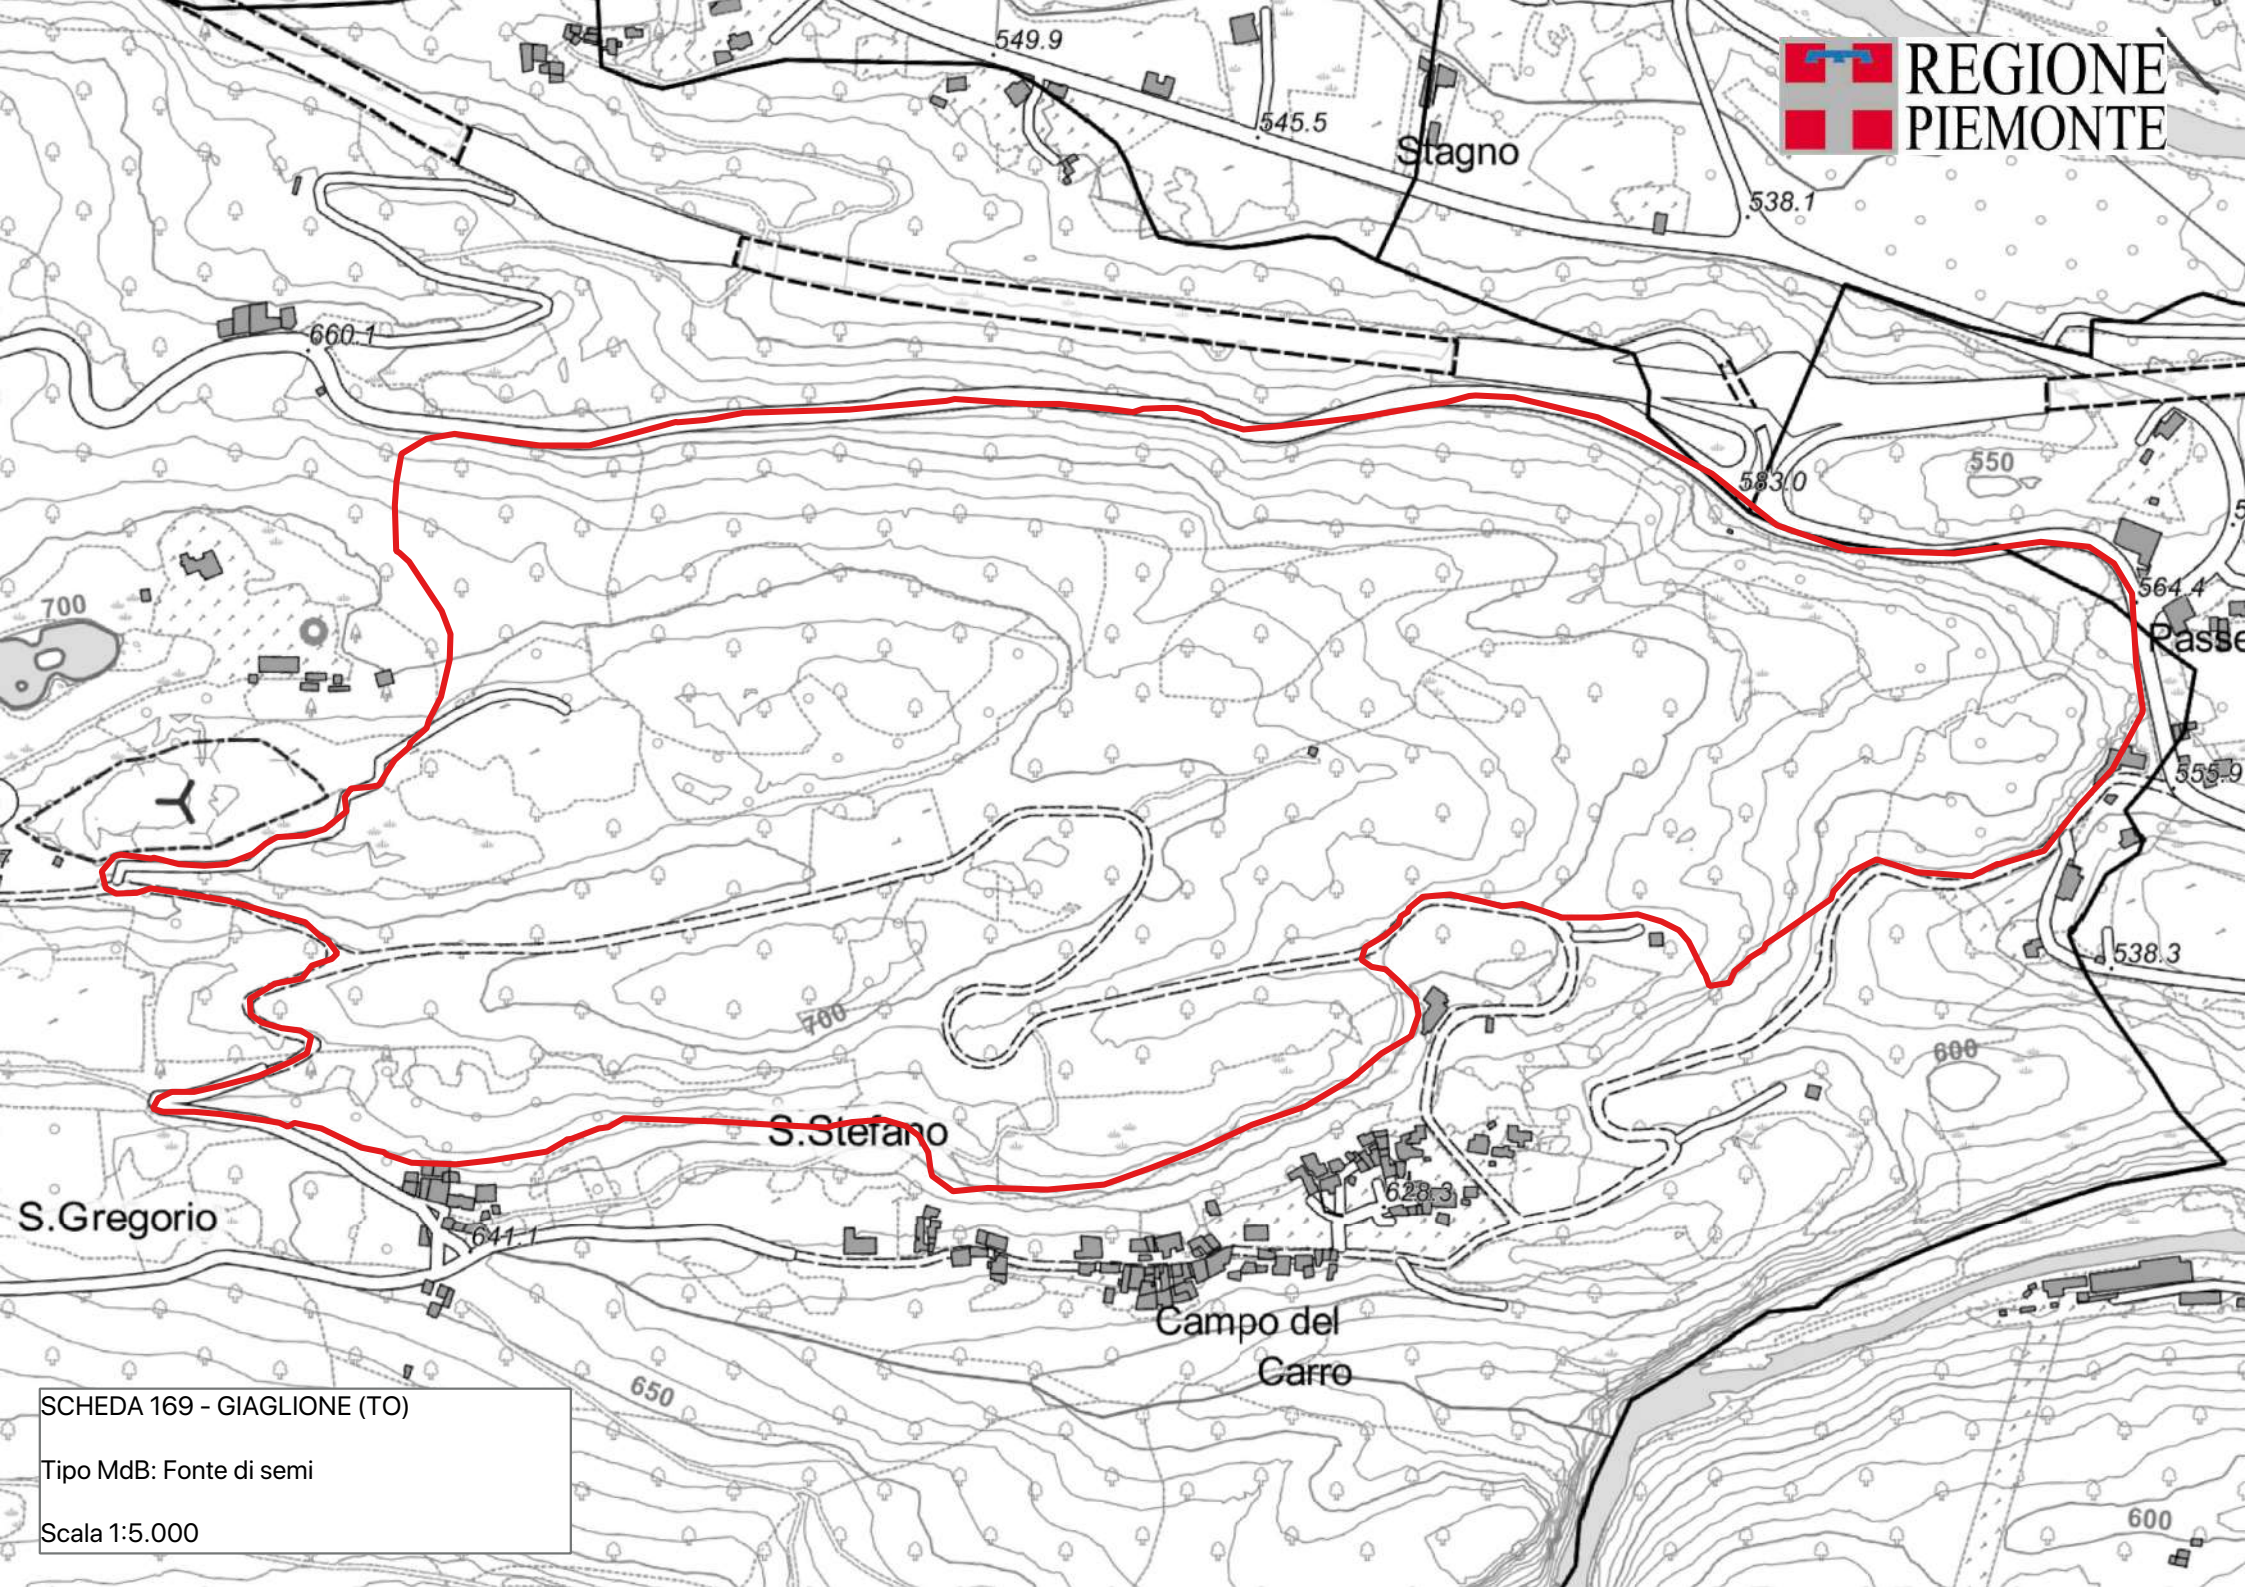 549.9
545.5
Stagno
REGIONE
PIEMONTE
538.1
660.1
583.0
550
564.4
700
Passe
555.9
538.3
700
600
S.Stefano
628.3
S.Gregorio
641.1
Campo del
Carro
650
SCHEDA 169 - GIAGLIONE (TO)
Tipo MdB: Fonte di semi
Scala 1:5.000
600